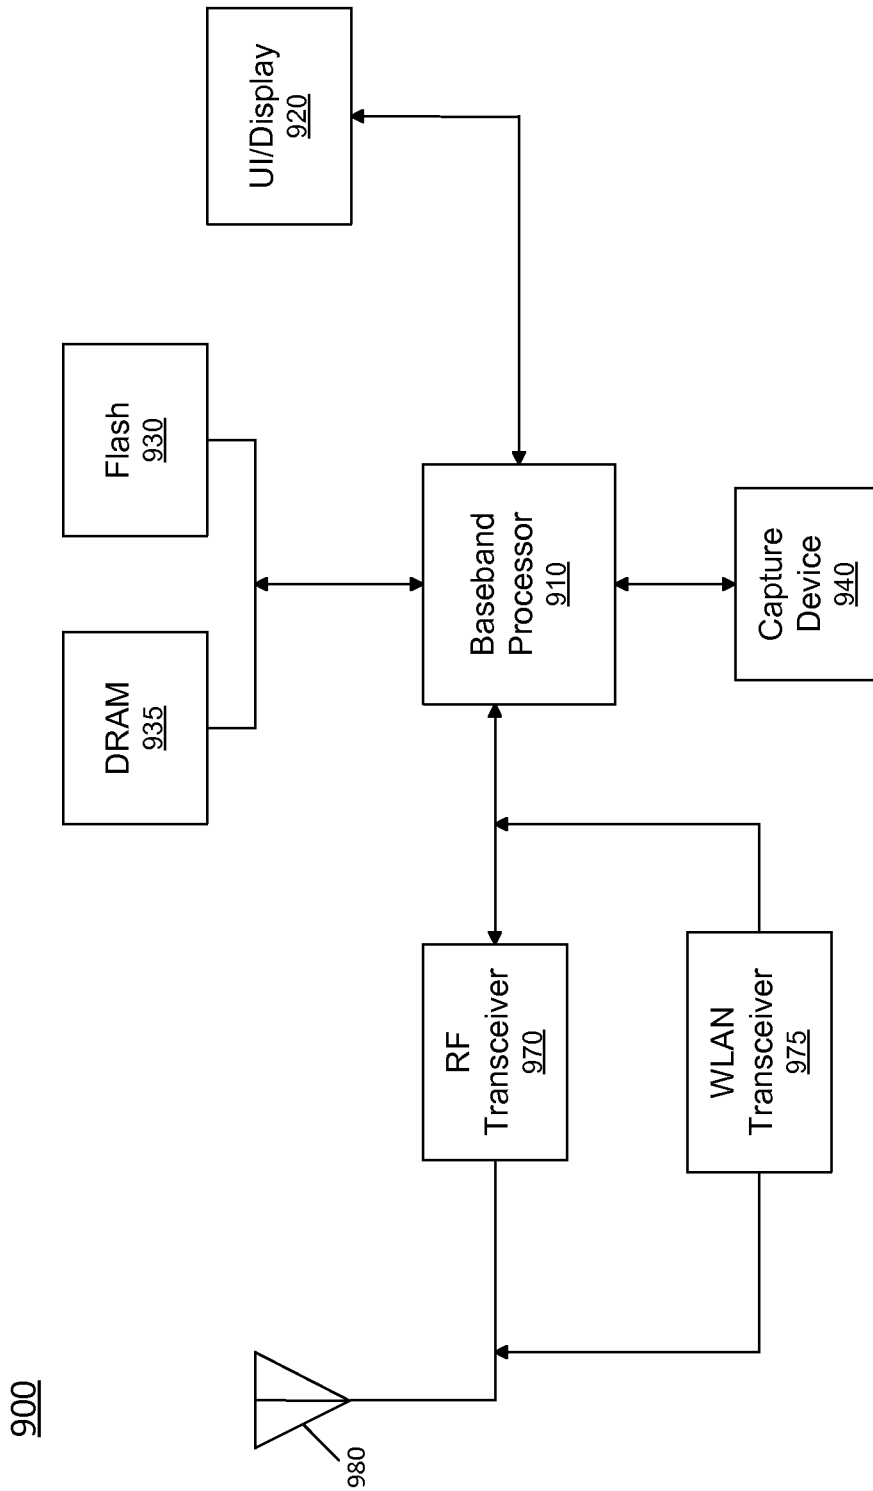 900
DRAM
935
Flash
930
UI/Display
920
980
RF
Transceiver
970
Baseband
Processor
910
WLAN
Transceiver
975
Capture
Device
940